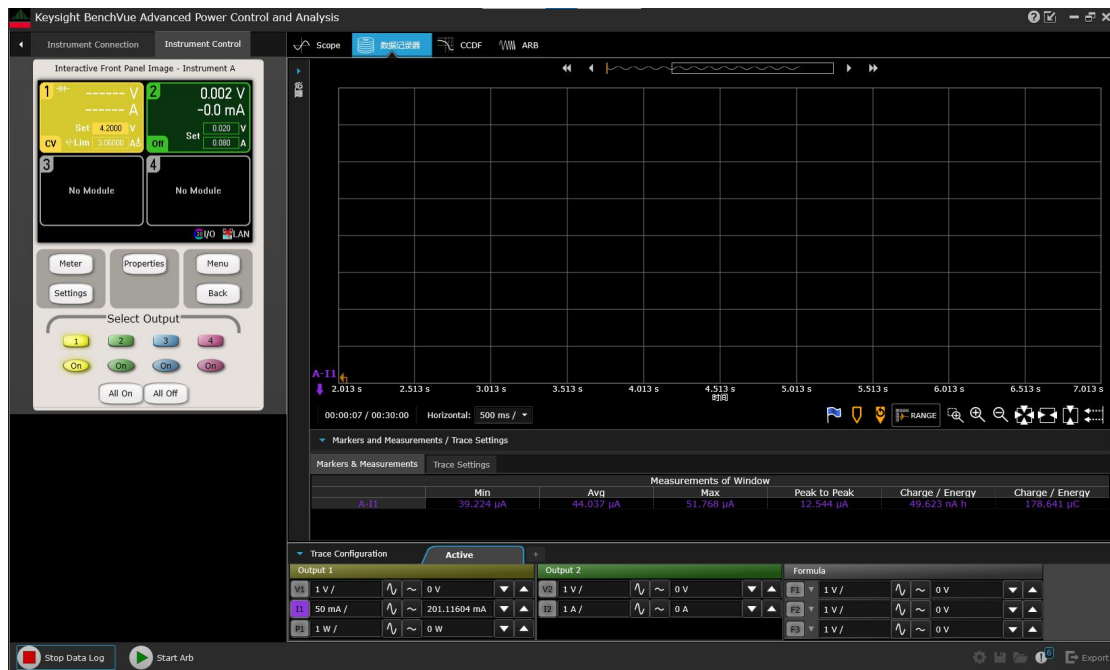 Keysight BenchVue Advanced Power Control and Analysis
Instrument Connection Instrument Control
Scope 数据记录器 CCDF ARB
Interactive Front Panel Image - Instrument A
设置
1 ------ V 2 0.002 V
------ A -0.0 mA
Set 4.2000 V Set 0.020 V
CV +/-Lim 3.06000 A Off 0.080 A
3 4
No Module No Module
I/O LAN
Meter Properties Menu
Settings Back
Select Output
1 2 3 4
On On On On
All On All Off
A-I1
2.013 s 2.513 s 3.013 s 3.513 s 4.013 s 4.513 s 5.013 s 5.513 s 6.013 s 6.513 s 7.013 s
时间
00:00:07 / 00:30:00 Horizontal: 500 ms / RANGE
Markers and Measurements / Trace Settings
Markers & Measurements Trace Settings
Measurements of Window
Min Avg Max Peak to Peak Charge / Energy Charge / Energy
A-I1 39.224 µA 44.037 µA 51.768 µA 12.544 µA 49.623 nA h 178.641 µC
Trace Configuration Active +
Output 1 Output 2 Formula
V1 1 V / 0 V V2 1 V / 0 V F1 1 V / 0 V
I1 50 mA / 201.11604 mA I2 1 A / 0 A F2 1 V / 0 V
P1 1 W / 0 W F3 1 V / 0 V
Stop Data Log Start Arb 6 Export